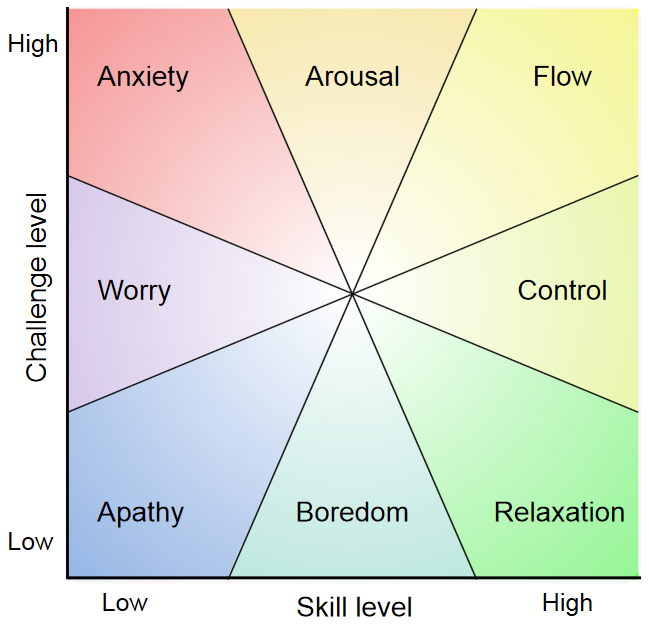 High
Anxiety
Arousal
Flow
Challenge level
Worry
Control
Apathy
Boredom
Relaxation
Low
Low
Skill level
High